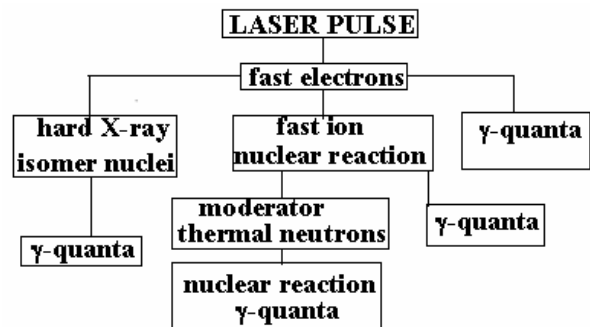 LASER PULSE
fast electrons
hard X-ray
isomer nuclei
fast ion
nuclear reaction
γ-quanta
γ-quanta
moderator
thermal neutrons
γ-quanta
nuclear reaction
γ-quanta